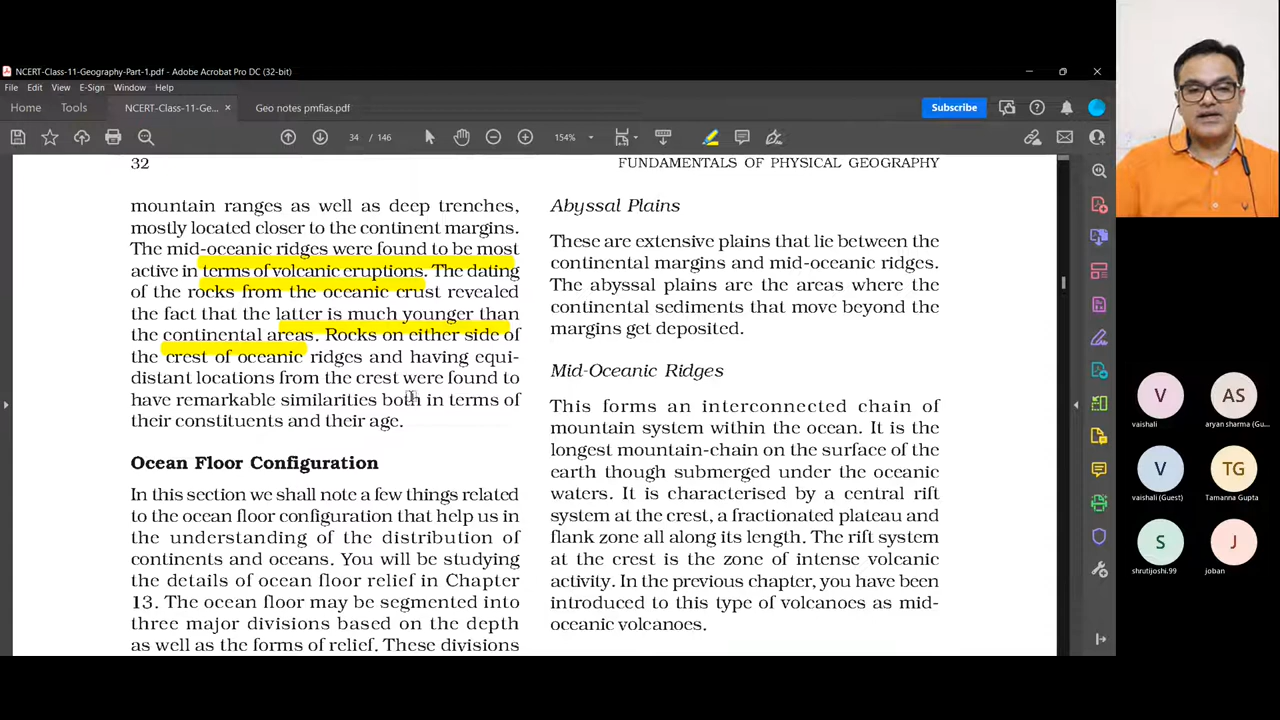 NCERT-Class-11-Geography-Part-1.pdf - Adobe Acrobat Pro DC (32-bit)
File Edit View E-Sign Window Help
Home Tools NCERT-Class-11-Ge... × Geo notes pmfias.pdf Subscribe
34 / 146 154%
32 FUNDAMENTALS OF PHYSICAL GEOGRAPHY
mountain ranges as well as deep trenches,
mostly located closer to the continent margins.
The mid-oceanic ridges were found to be most
active in terms of volcanic eruptions. The dating
of the rocks from the oceanic crust revealed
the fact that the latter is much younger than
the continental areas. Rocks on either side of
the crest of oceanic ridges and having equi-
distant locations from the crest were found to
have remarkable similarities both in terms of
their constituents and their age.
Ocean Floor Configuration
In this section we shall note a few things related
to the ocean floor configuration that help us in
the understanding of the distribution of
continents and oceans. You will be studying
the details of ocean floor relief in Chapter
13. The ocean floor may be segmented into
three major divisions based on the depth
as well as the forms of relief. These divisions
Abyssal Plains
These are extensive plains that lie between the
continental margins and mid-oceanic ridges.
The abyssal plains are the areas where the
continental sediments that move beyond the
margins get deposited.
Mid-Oceanic Ridges
This forms an interconnected chain of
mountain system within the ocean. It is the
longest mountain-chain on the surface of the
earth though submerged under the oceanic
waters. It is characterised by a central rift
system at the crest, a fractionated plateau and
flank zone all along its length. The rift system
at the crest is the zone of intense volcanic
activity. In the previous chapter, you have been
introduced to this type of volcanoes as mid-
oceanic volcanoes.
V AS
vaishali aryan sharma (Gu...
V TG
vaishali (Guest) Tamanna Gupta
S J
shrutijoshi.99 joban